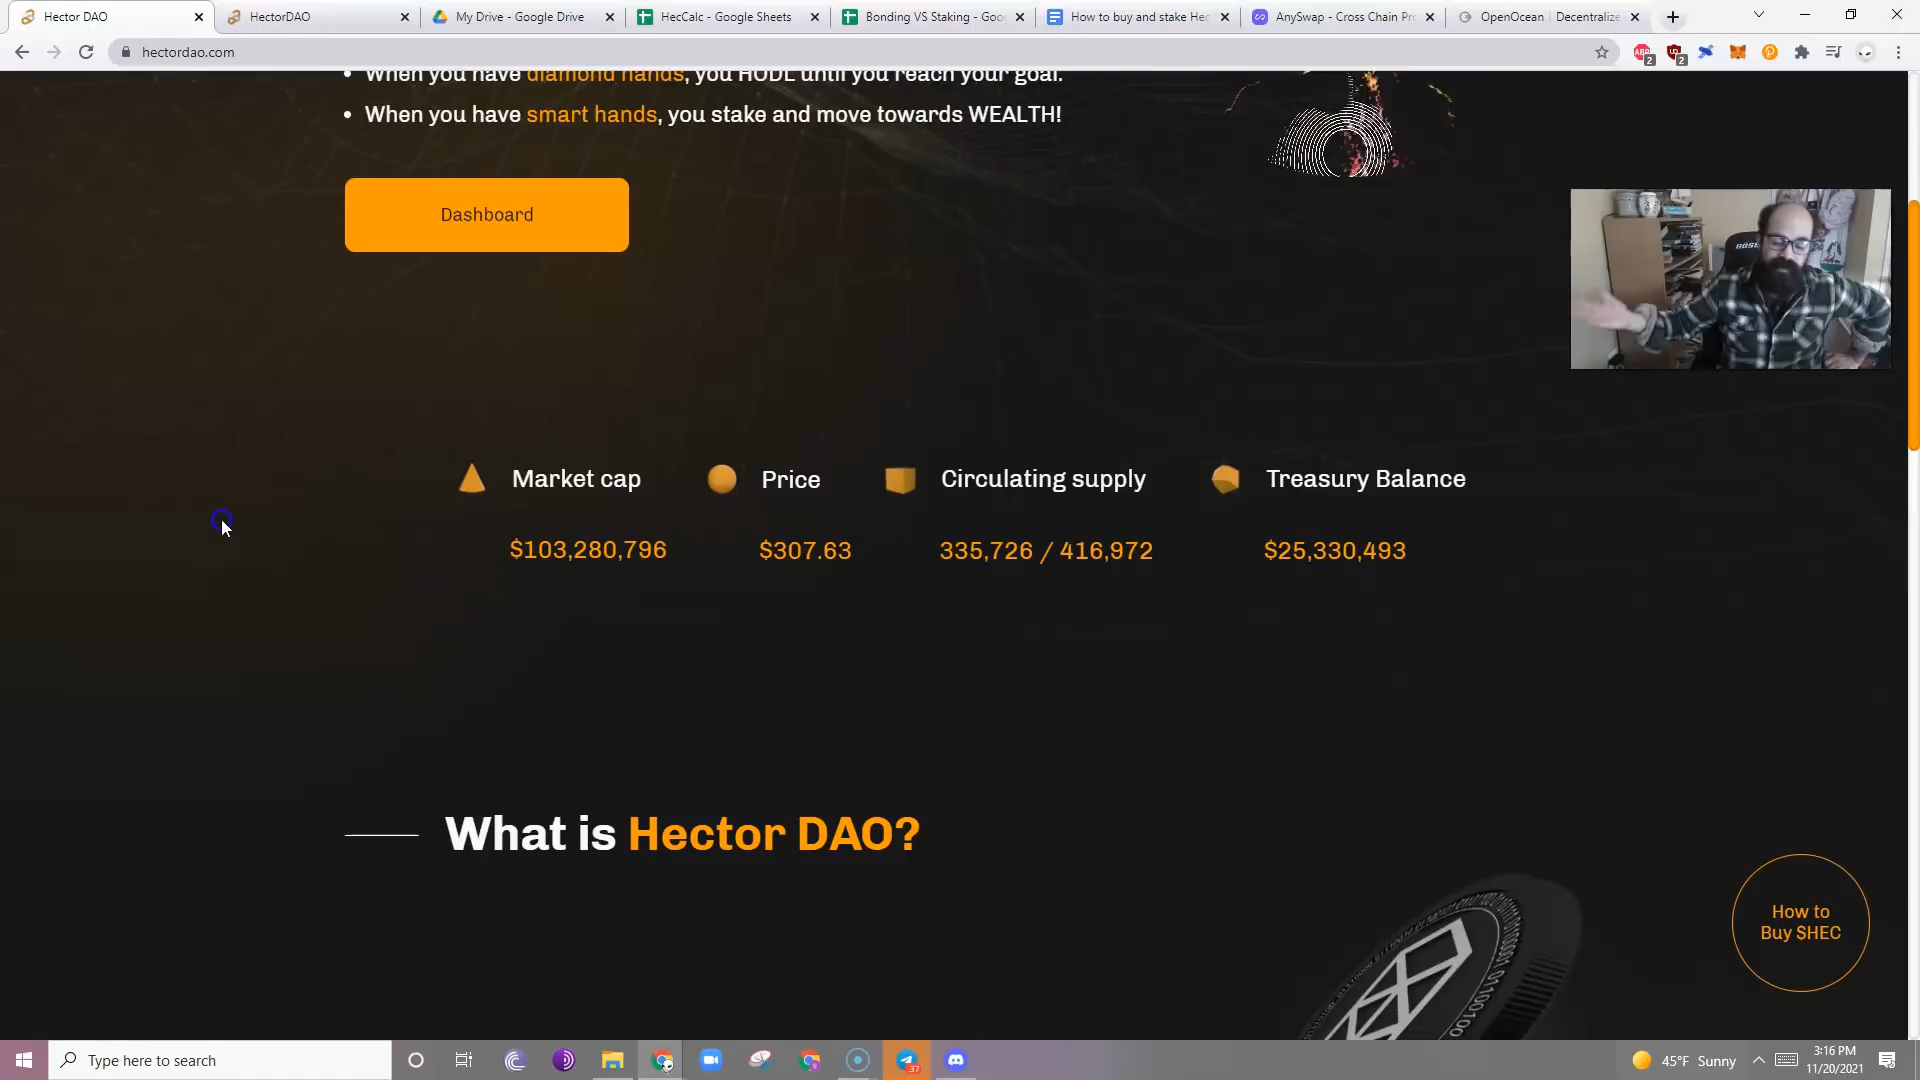 Hector DAO
HectorDAO
My Drive - Google Drive
HecCalc - Google Sheets
Bonding VS Staking - Goo
How to buy and stake Hec
AnySwap - Cross Chain Pr
OpenOcean | Decentralize
hectordao.com
2
2
When you have diamond hands, you HODL until you reach your goal.
When you have smart hands, you stake and move towards WEALTH!
Dashboard
Market cap
Price
Circulating supply
Treasury Balance
$103,280,796
$307.63
335,726 / 416,972
$25,330,493
What is Hector DAO?
How to
Buy $HEC
Type here to search
37
45°F Sunny
3:16 PM
11/20/2021